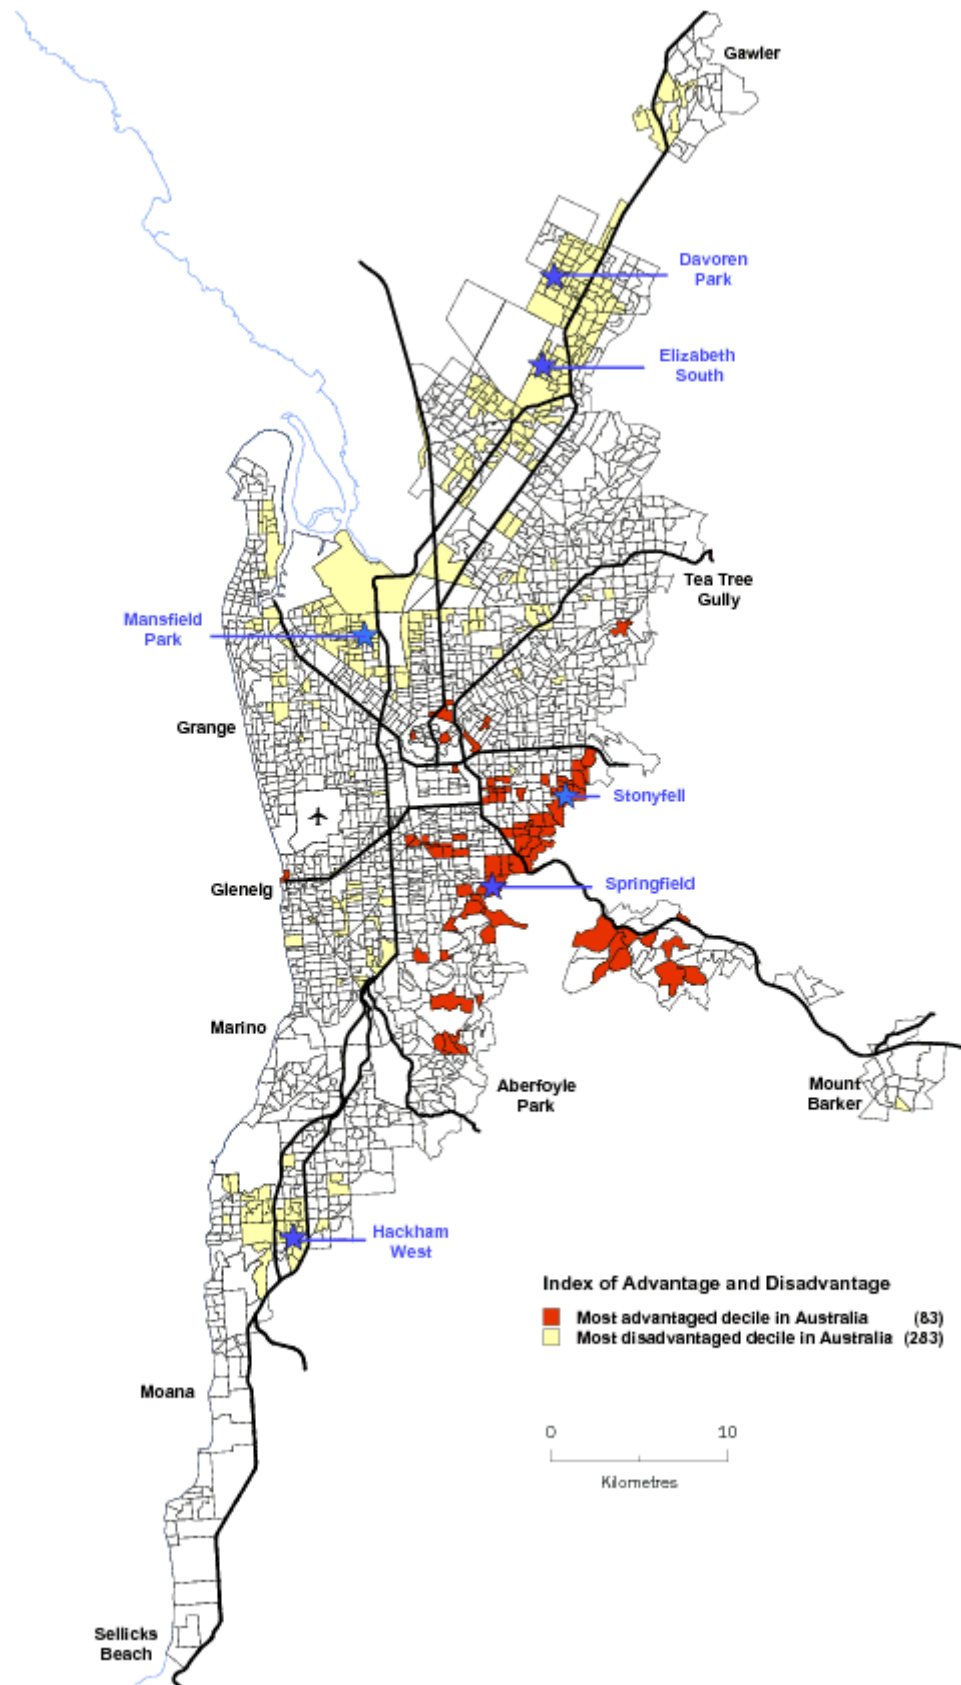 Gawler
Davoren
Park
Elizabeth
South
Tea Tree
Gully
Mansfield
Park
Grange
Stonyfell
Glenelg
Springfield
Marino
Aberfoyle
Park
Mount
Barker
Hackham
West
Index of Advantage and Disadvantage
Most advantaged decile in Australia (83)
Most disadvantaged decile in Australia (283)
Moana
0 10
Kilometres
Sellicks
Beach